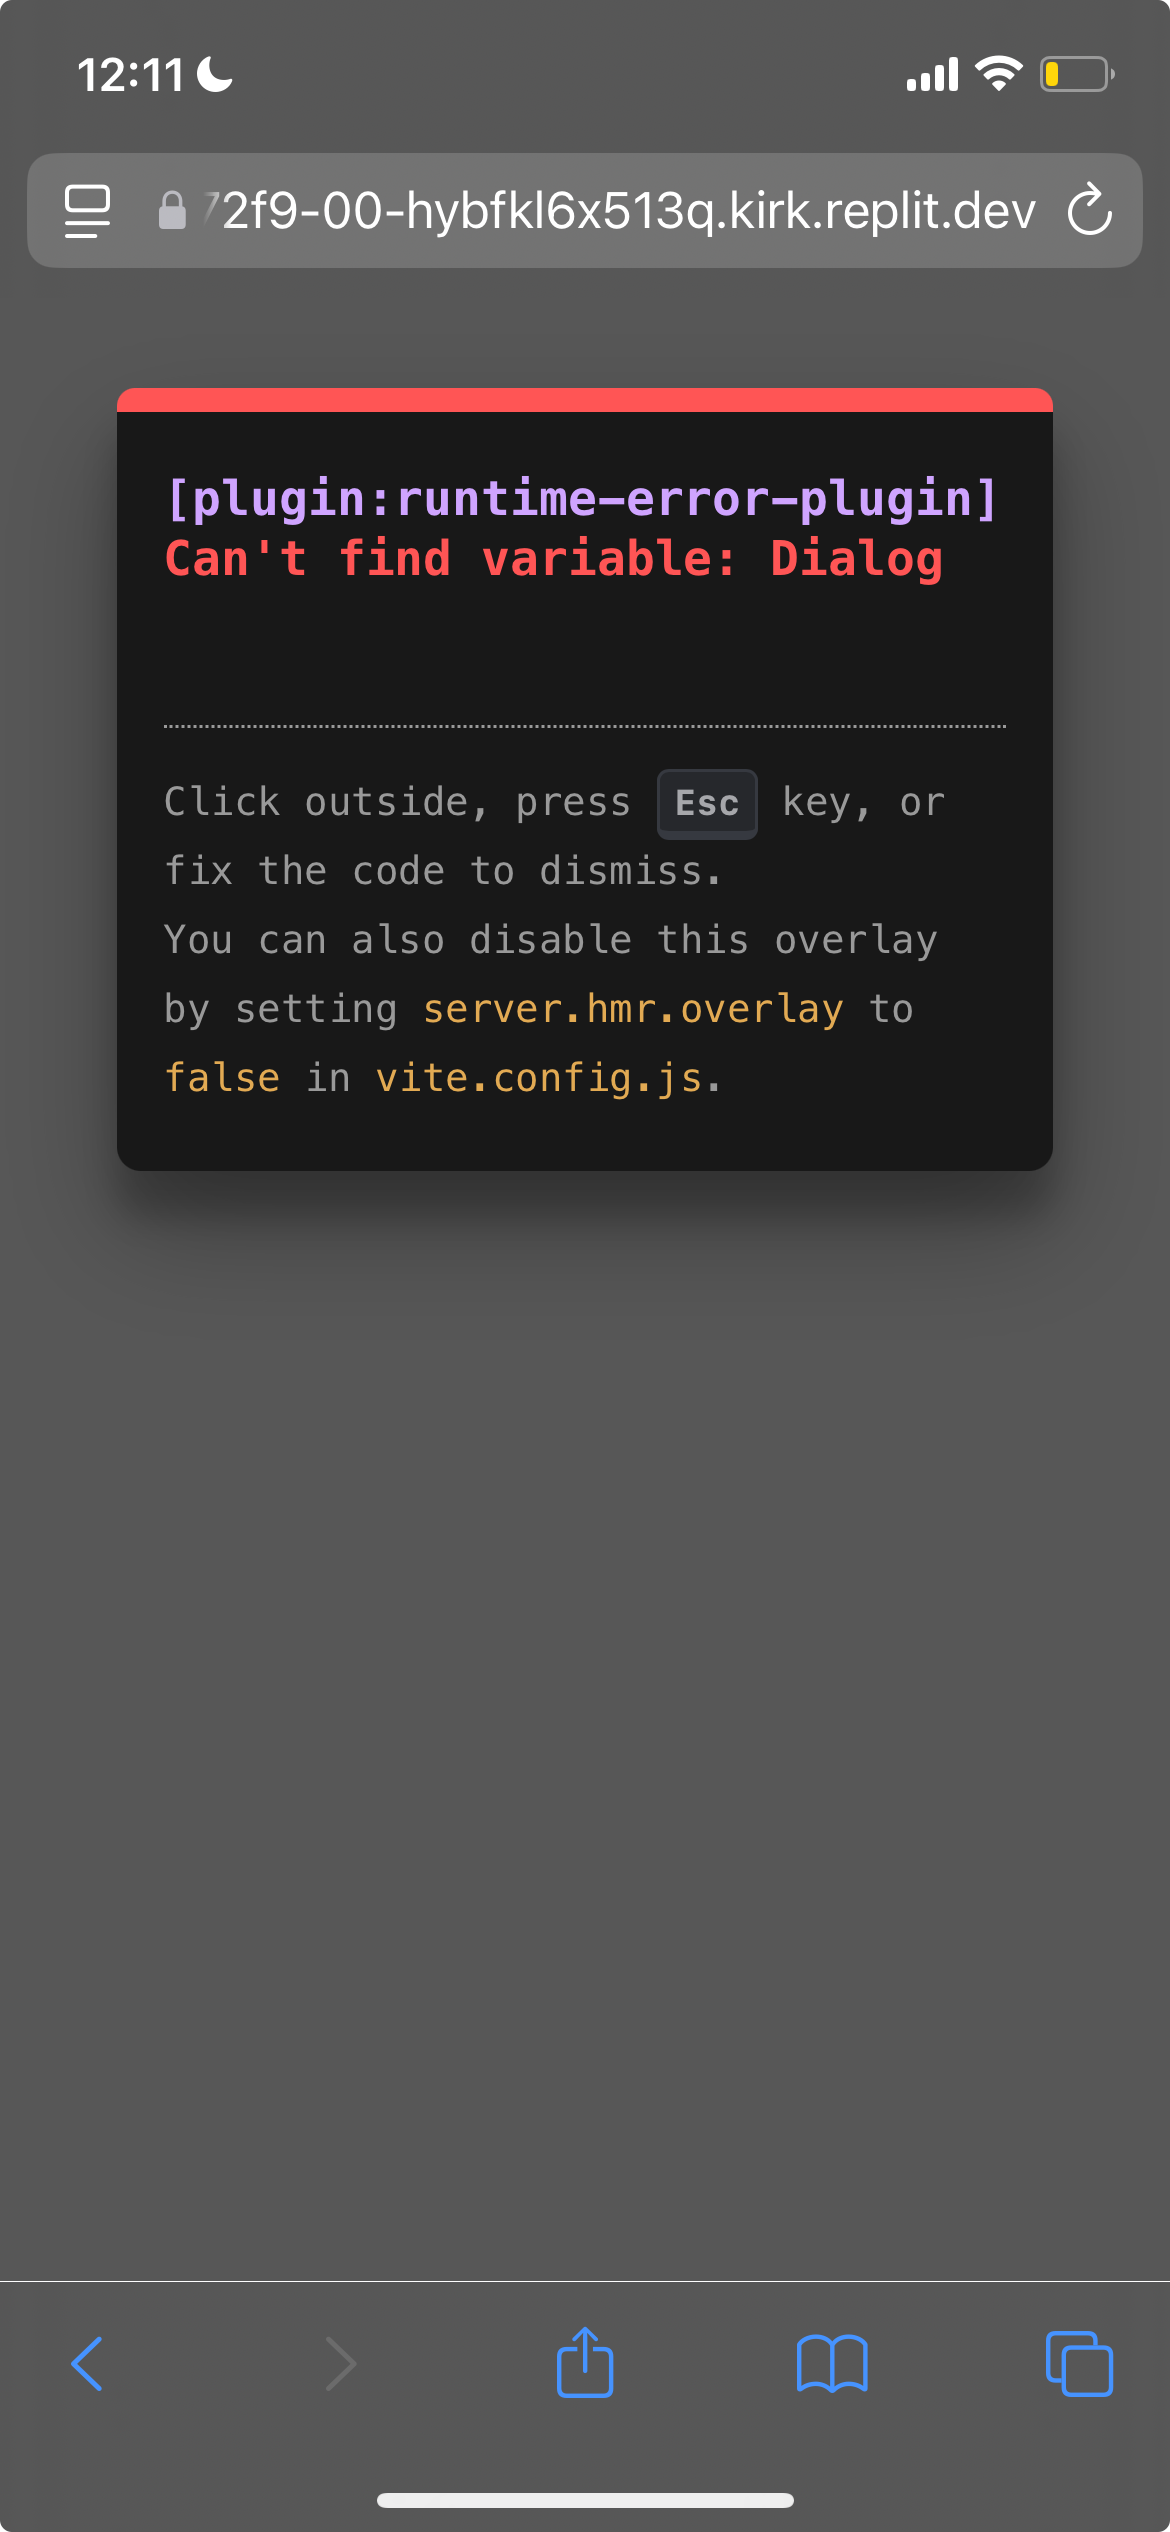 12:11
72f9-00-hybfkl6x513q.kirk.replit.dev
[plugin:runtime-error-plugin]
Can't find variable: Dialog
Click outside, press Esc key, or
fix the code to dismiss.
You can also disable this overlay
by setting server.hmr.overlay to
false in vite.config.js.